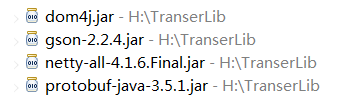 dom4j.jar - H:\TranserLib
gson-2.2.4.jar - H:\TranserLib
netty-all-4.1.6.Final.jar - H:\TranserLib
protobuf-java-3.5.1.jar - H:\TranserLib